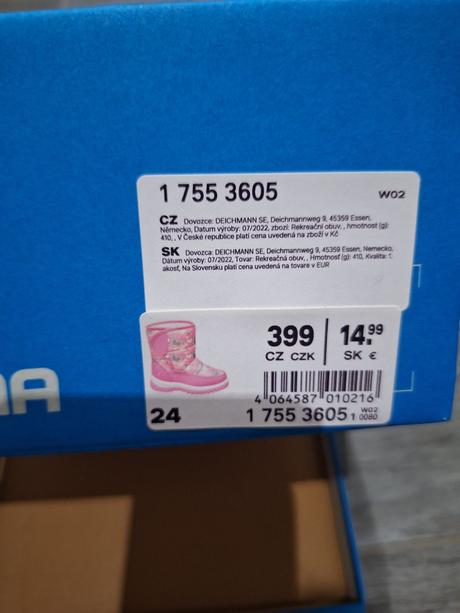 1 755 3605
W02
CZ Dovozce: DEICHMANN SE, Deichmannweg 9, 45359 Essen,
Německo, Datum výroby: 07/2022, zbozi: Rekreační obuv, , hmotnost (g):
410, , V České republice platí cena uvedená na zboží v Kč
SK Dovozca: DEICHMANN SE, Deichmannweg 9, 45359 Essen, Nemecko,
Dátum výroby: 07/2022, Tovar: Rekreačná obuv, , Hmotnosť (g): 410, Kvalita: 1.
akosť, Na Slovensku platí cena uvedená na tovare v EUR
399 14.99
CZ CZK SK €
4 064587 010216
24 1 755 3605 1 W02
0080